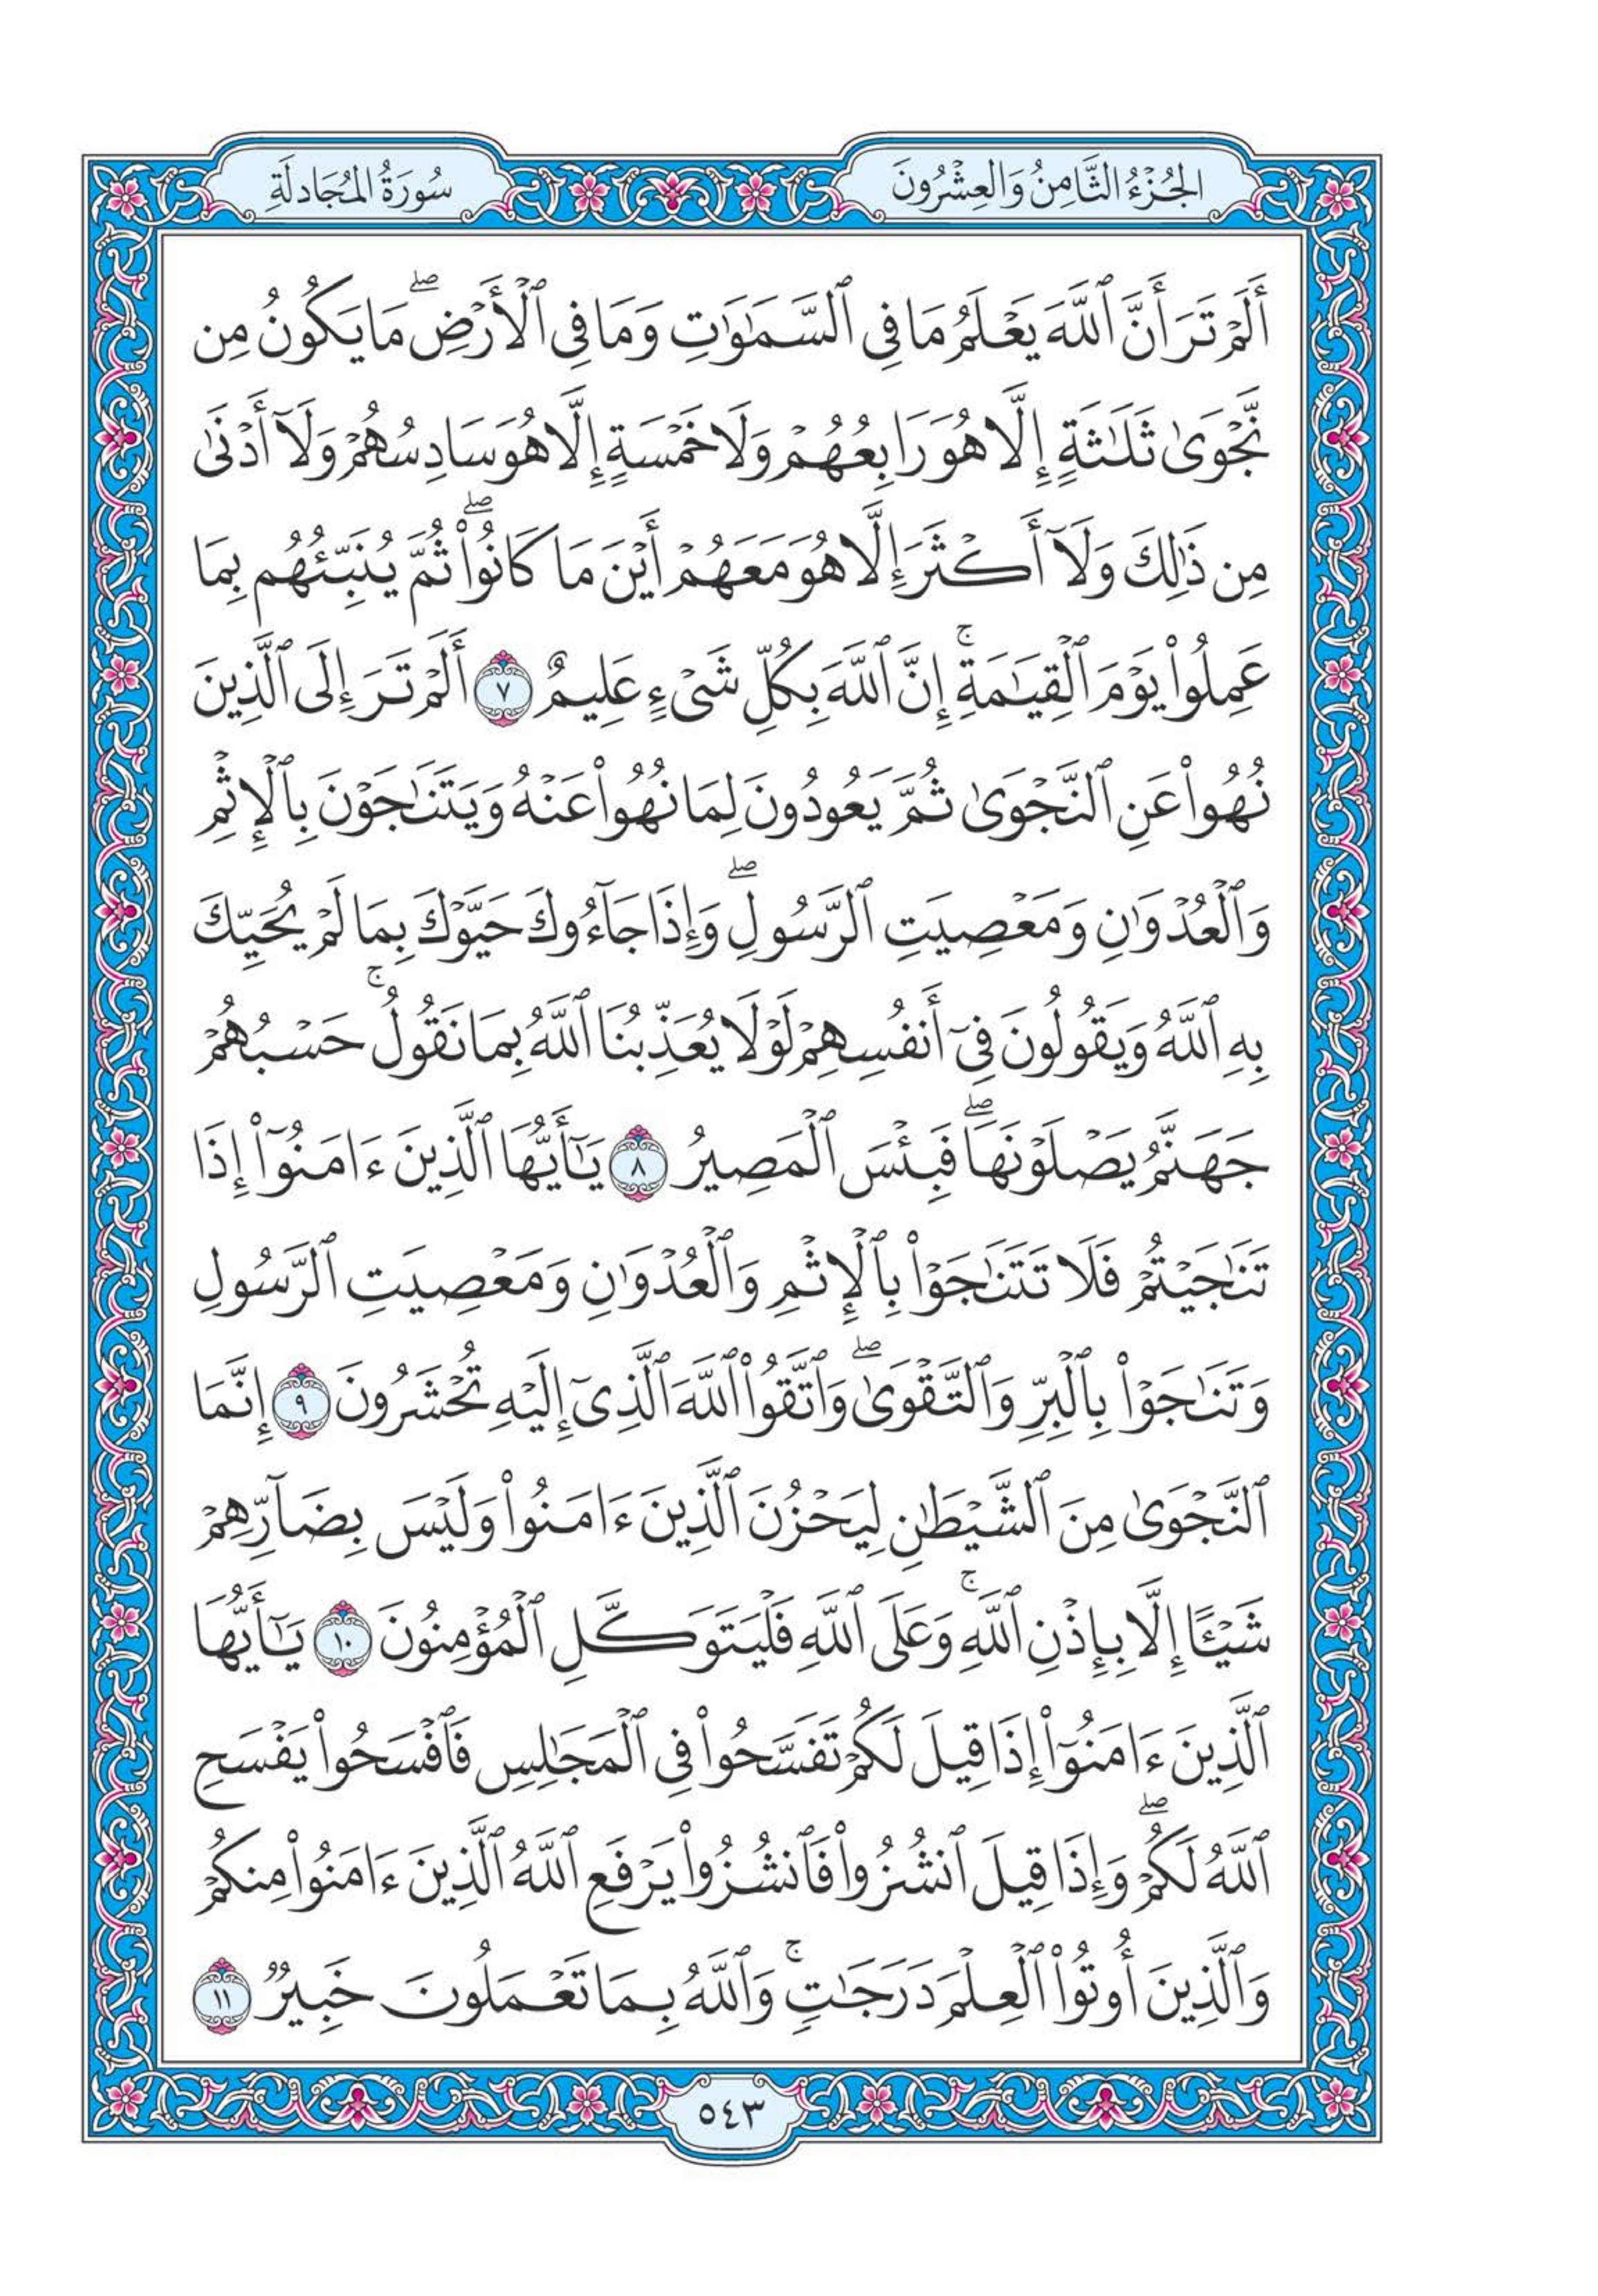 الجُزْءُ الثَّامِنُ وَالعِشْرُونَ
سُورَةُ المُجَادلَةِ
أَلَمْ تَرَ أَنَّ ٱللَّهَ يَعْلَمُ مَا فِى ٱلسَّمَٰوَٰتِ وَمَا فِى ٱلْأَرْضِۖ مَا يَكُونُ مِن
نَّجْوَىٰ ثَلَٰثَةٍ إِلَّا هُوَ رَابِعُهُمْ وَلَا خَمْسَةٍ إِلَّا هُوَ سَادِسُهُمْ وَلَآ أَدْنَىٰ
مِن ذَٰلِكَ وَلَآ أَكْثَرَ إِلَّا هُوَ مَعَهُمْ أَيْنَ مَا كَانُوا۟ۖ ثُمَّ يُنَبِّئُهُم بِمَا
عَمِلُوا۟ يَوْمَ ٱلْقِيَٰمَةِۚ إِنَّ ٱللَّهَ بِكُلِّ شَىْءٍ عَلِيمٌ ٧ أَلَمْ تَرَ إِلَى ٱلَّذِينَ
نُهُوا۟ عَنِ ٱلنَّجْوَىٰ ثُمَّ يَعُودُونَ لِمَا نُهُوا۟ عَنْهُ وَيَتَنَٰجَوْنَ بِٱلْإِثْمِ
وَٱلْعُدْوَٰنِ وَمَعْصِيَتِ ٱلرَّسُولِۖ وَإِذَا جَآءُوكَ حَيَّوْكَ بِمَا لَمْ يُحَيِّكَ
بِهِ ٱللَّهُ وَيَقُولُونَ فِىٓ أَنفُسِهِمْ لَوْلَا يُعَذِّبُنَا ٱللَّهُ بِمَا نَقُولُۚ حَسْبُهُمْ
جَهَنَّمُ يَصْلَوْنَهَاۖ فَبِئْسَ ٱلْمَصِيرُ ٨ يَٰٓأَيُّهَا ٱلَّذِينَ ءَامَنُوٓا۟ إِذَا
تَنَٰجَيْتُمْ فَلَا تَتَنَٰجَوْا۟ بِٱلْإِثْمِ وَٱلْعُدْوَٰنِ وَمَعْصِيَتِ ٱلرَّسُولِ
وَتَنَٰجَوْا۟ بِٱلْبِرِّ وَٱلتَّقْوَىٰۖ وَٱتَّقُوا۟ ٱللَّهَ ٱلَّذِىٓ إِلَيْهِ تُحْشَرُونَ ٩ إِنَّمَا
ٱلنَّجْوَىٰ مِنَ ٱلشَّيْطَٰنِ لِيَحْزُنَ ٱلَّذِينَ ءَامَنُوا۟ وَلَيْسَ بِضَآرِّهِمْ
شَيْـًٔا إِلَّا بِإِذْنِ ٱللَّهِۚ وَعَلَى ٱللَّهِ فَلْيَتَوَكَّلِ ٱلْمُؤْمِنُونَ ١٠ يَٰٓأَيُّهَا
ٱلَّذِينَ ءَامَنُوٓا۟ إِذَا قِيلَ لَكُمْ تَفَسَّحُوا۟ فِى ٱلْمَجَٰلِسِ فَٱفْسَحُوا۟ يَفْسَحِ
ٱللَّهُ لَكُمْۖ وَإِذَا قِيلَ ٱنشُزُوا۟ فَٱنشُزُوا۟ يَرْفَعِ ٱللَّهُ ٱلَّذِينَ ءَامَنُوا۟ مِنكُمْ
وَٱلَّذِينَ أُوتُوا۟ ٱلْعِلْمَ دَرَجَٰتٍۚ وَٱللَّهُ بِمَا تَعْمَلُونَ خَبِيرٌ ١١
٥٤٣